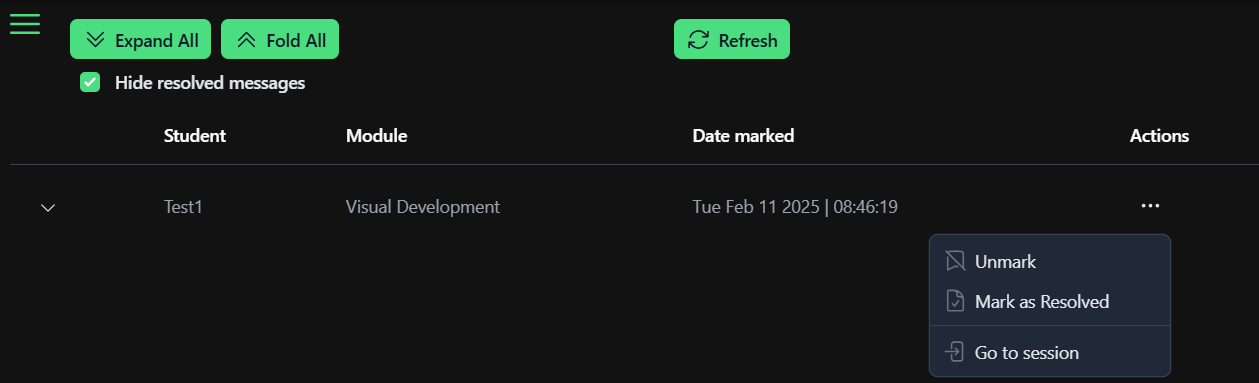 Expand All Fold All Refresh
Hide resolved messages
Student Module Date marked Actions
Test1 Visual Development Tue Feb 11 2025 | 08:46:19
Unmark
Mark as Resolved
Go to session